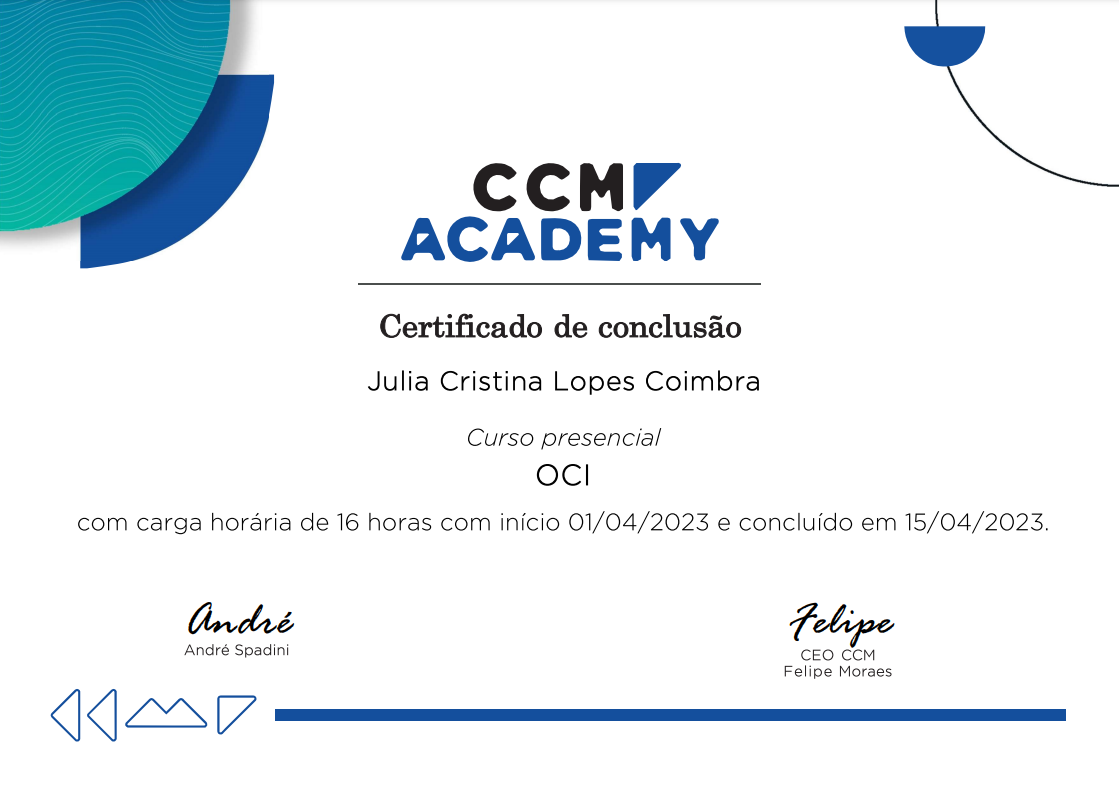 CCM
ACADEMY
Certificado de conclusão
Julia Cristina Lopes Coimbra
Curso presencial
OCI
com carga horária de 16 horas com início 01/04/2023 e concluído em 15/04/2023.
André
André Spadini
Felipe
CEO CCM
Felipe Moraes